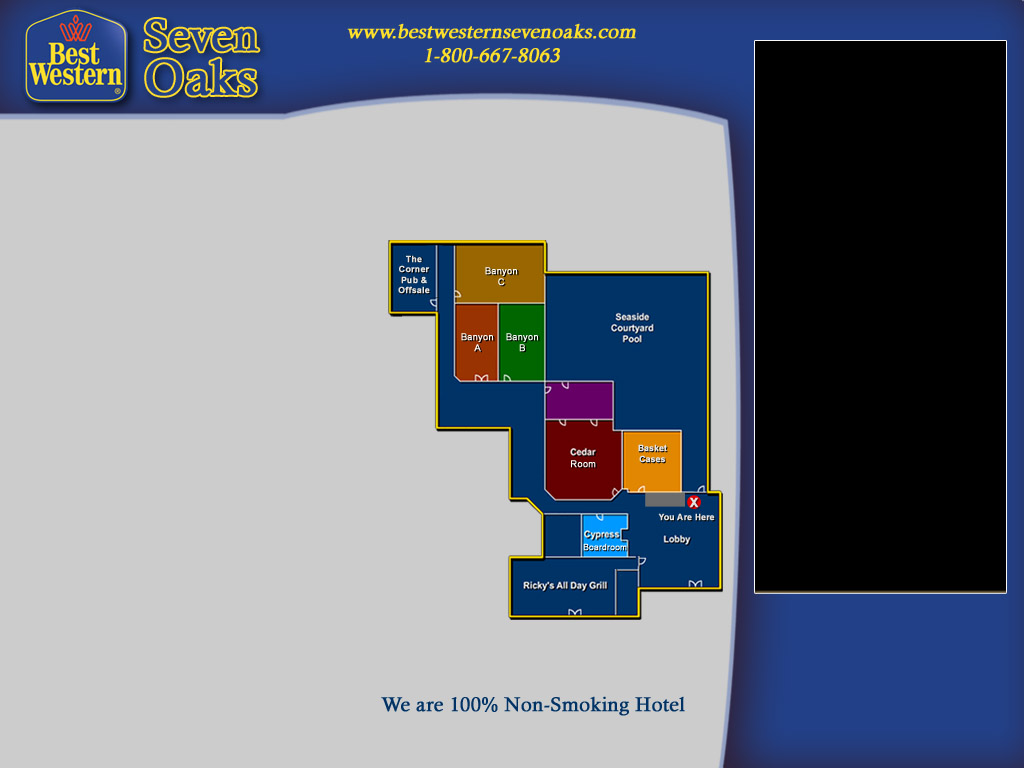 Best
Western
®
Seven
Oaks
www.bestwesternsevenoaks.com
1-800-667-8063
The
Corner
Pub &
Offsale
Banyon
C
Banyon
A
Banyon
B
Seaside
Courtyard
Pool
Cedar
Room
Basket
Cases
X
You Are Here
Lobby
Cypress
Boardroom
Ricky's All Day Grill
We are 100% Non-Smoking Hotel